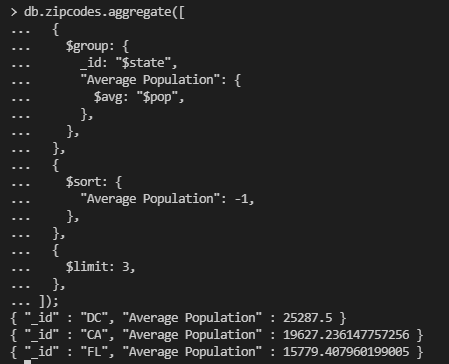 > db.zipcodes.aggregate([
...   {
...     $group: {
...       _id: "$state",
...       "Average Population": {
...         $avg: "$pop",
...       },
...     },
...   },
...   {
...     $sort: {
...       "Average Population": -1,
...     },
...   },
...   {
...     $limit: 3,
...   },
... ]);
{ "_id" : "DC", "Average Population" : 25287.5 }
{ "_id" : "CA", "Average Population" : 19627.236147757256 }
{ "_id" : "FL", "Average Population" : 15779.407960199005 }